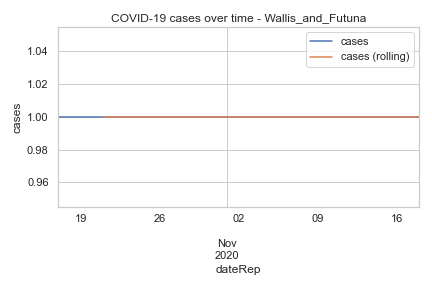 COVID-19 cases over time - Wallis_and_Futuna
cases
cases (rolling)
1.04
1.02
1.00
0.98
0.96
cases
19 26 02 09 16
Nov
2020
dateRep